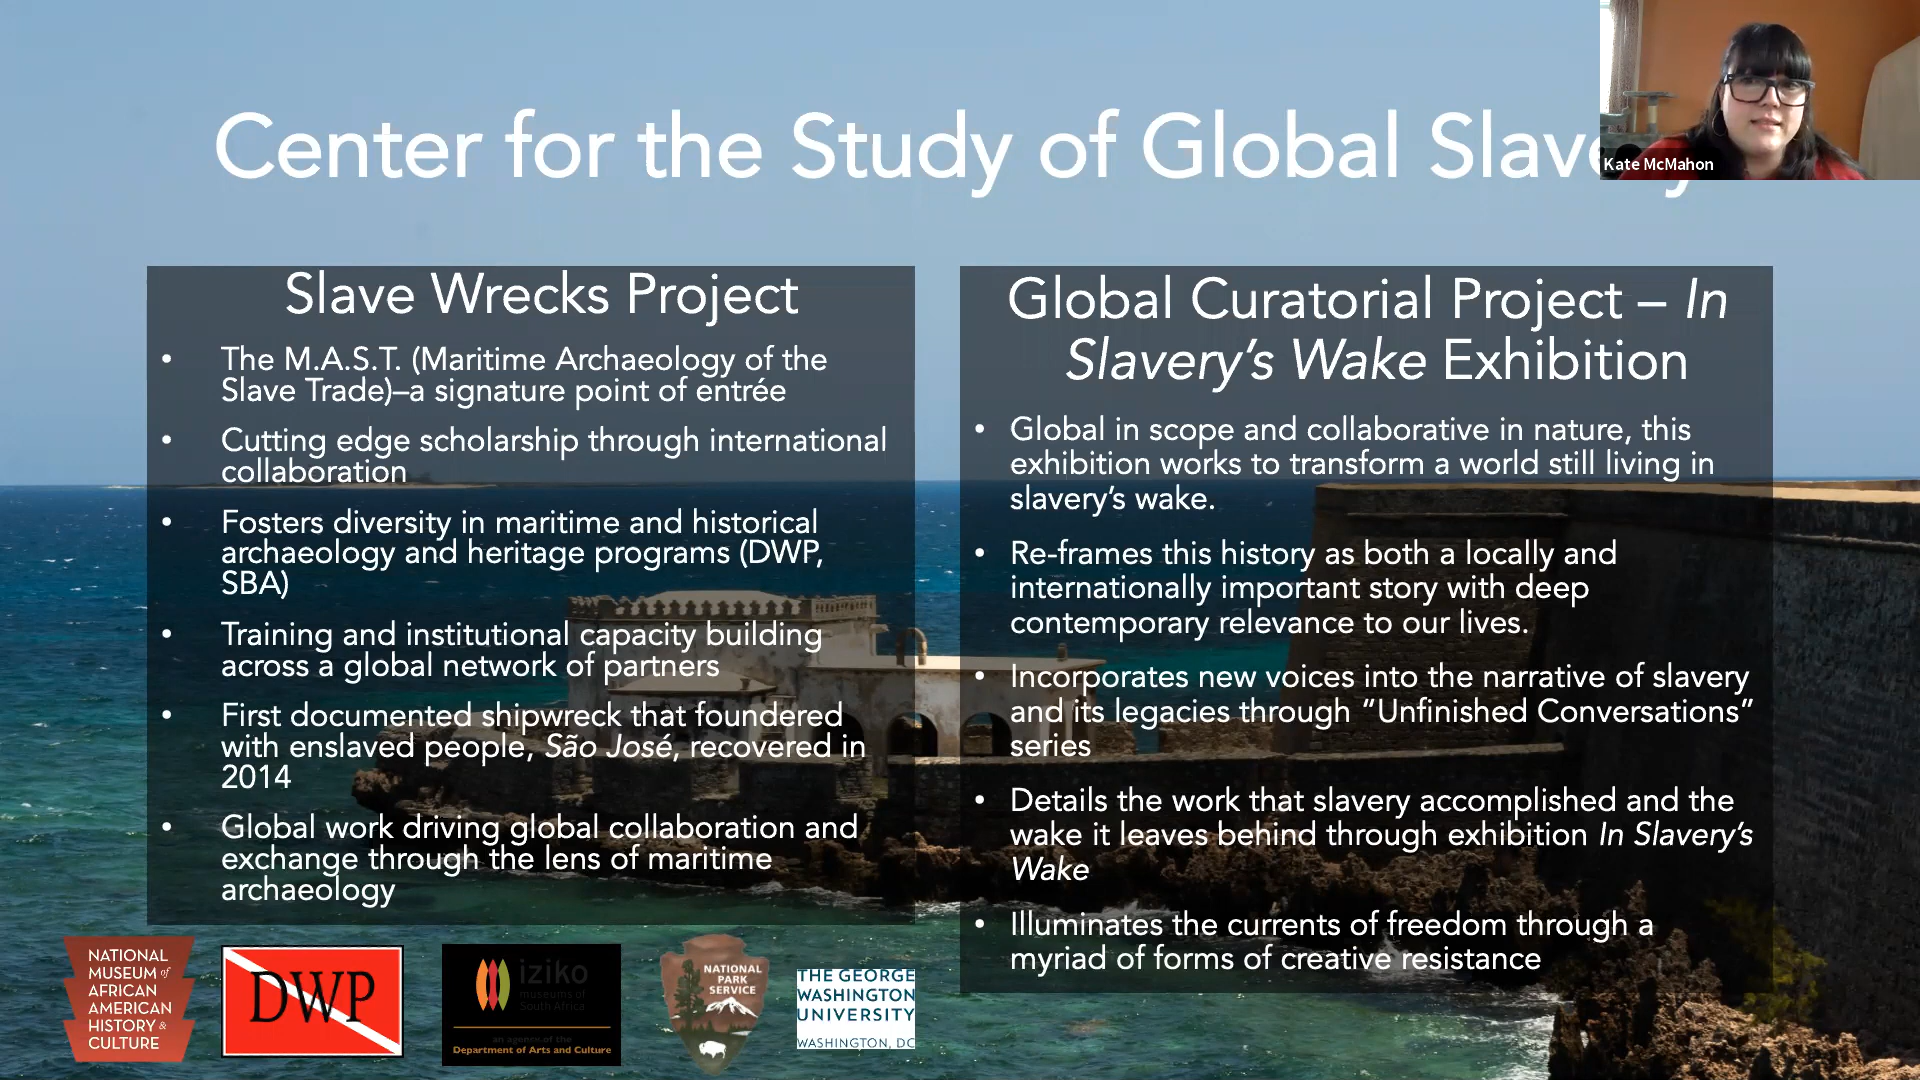 Center for the Study of Global Slavery
Kate McMahon
Slave Wrecks Project
• The M.A.S.T. (Maritime Archaeology of the
Slave Trade)–a signature point of entrée
• Cutting edge scholarship through international
collaboration
• Fosters diversity in maritime and historical
archaeology and heritage programs (DWP,
SBA)
• Training and institutional capacity building
across a global network of partners
• First documented shipwreck that foundered
with enslaved people, São José, recovered in
2014
• Global work driving global collaboration and
exchange through the lens of maritime
archaeology
Global Curatorial Project – In
Slavery’s Wake Exhibition
• Global in scope and collaborative in nature, this
exhibition works to transform a world still living in
slavery’s wake.
• Re-frames this history as both a locally and
internationally important story with deep
contemporary relevance to our lives.
• Incorporates new voices into the narrative of slavery
and its legacies through “Unfinished Conversations”
series
• Details the work that slavery accomplished and the
wake it leaves behind through exhibition In Slavery’s
Wake
• Illuminates the currents of freedom through a
myriad of forms of creative resistance
NATIONAL
MUSEUM of
AFRICAN
AMERICAN
HISTORY &
CULTURE
DWP
iziko
museums of
South Africa
an agency of the
Department of Arts and Culture
NATIONAL
PARK
SERVICE
THE GEORGE
WASHINGTON
UNIVERSITY
WASHINGTON, DC